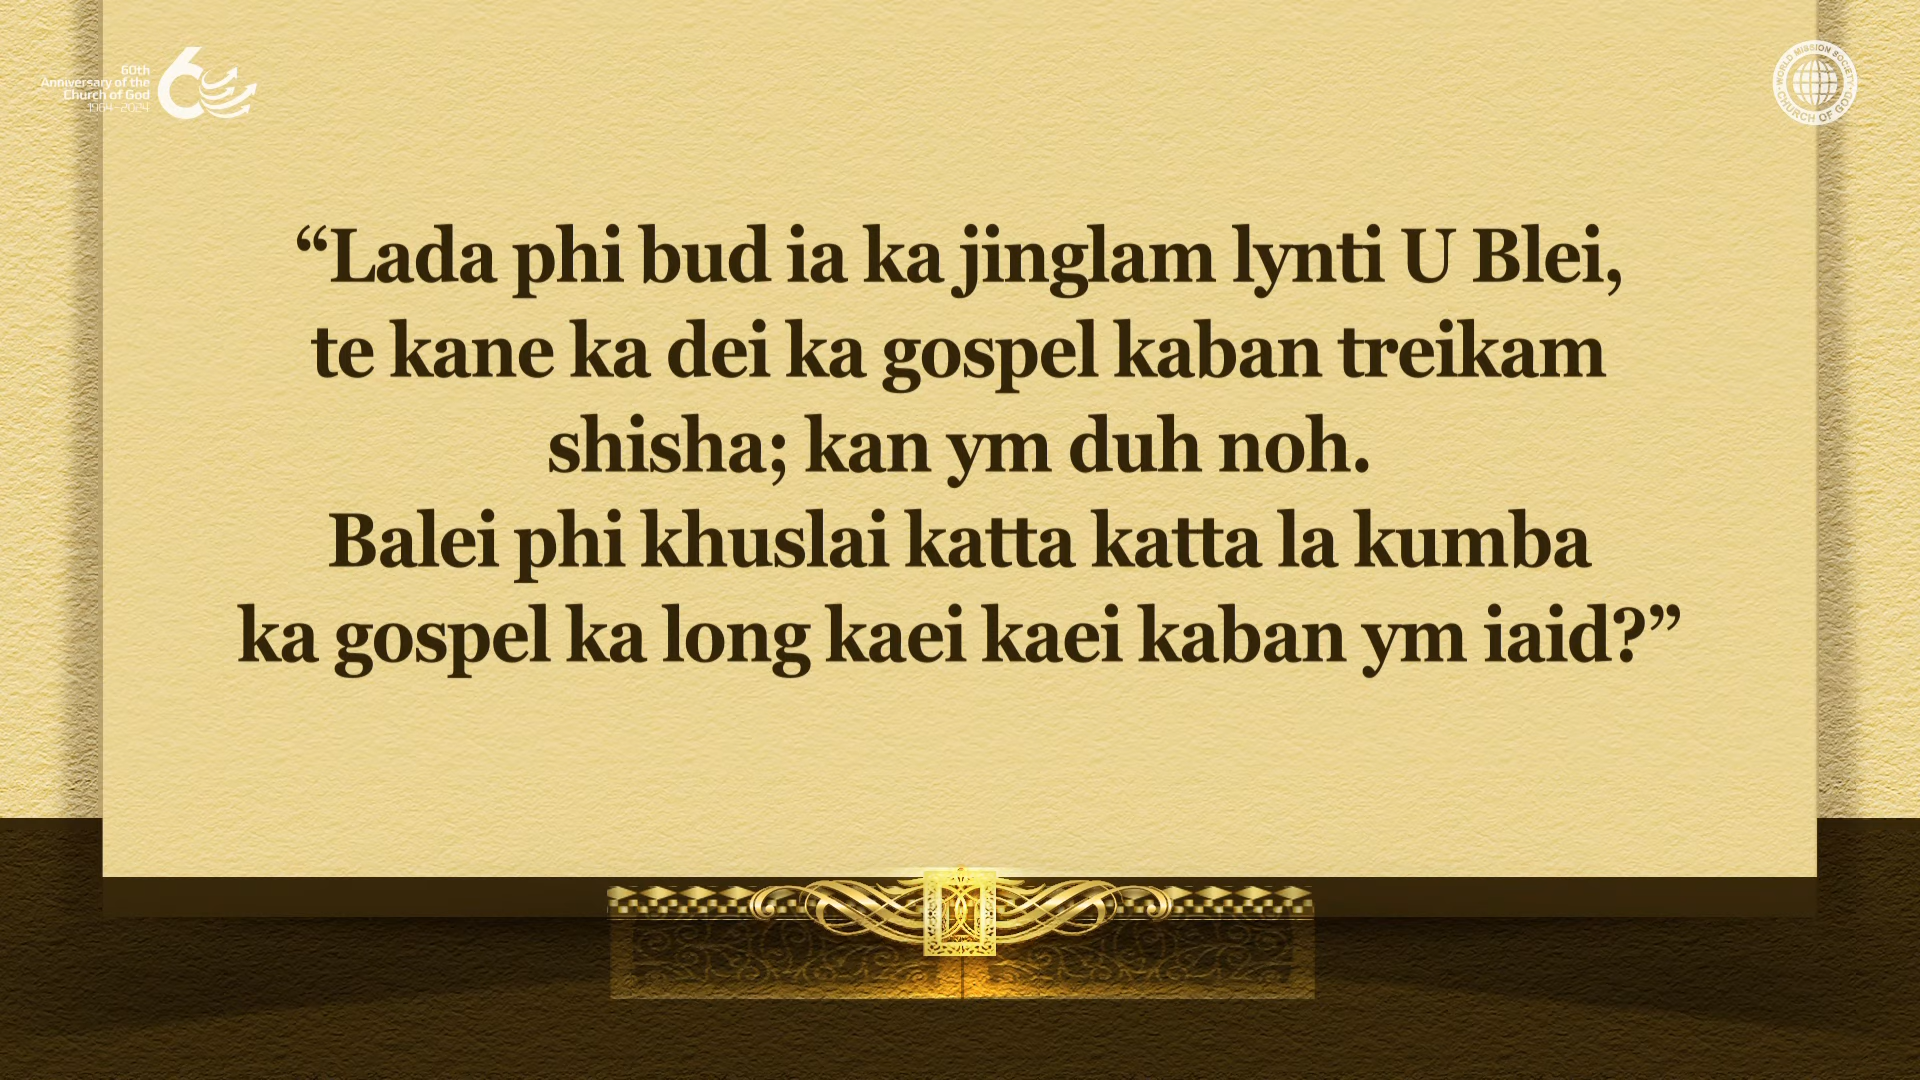 60th
Anniversary of the
Church of God
1964-2024
WORLD MISSION SOCIETY
CHURCH OF GOD
“Lada phi bud ia ka jinglam lynti U Blei,
te kane ka dei ka gospel kaban treikam
shisha; kan ym duh noh.
Balei phi khuslai katta katta la kumba
ka gospel ka long kaei kaei kaban ym iaid?”